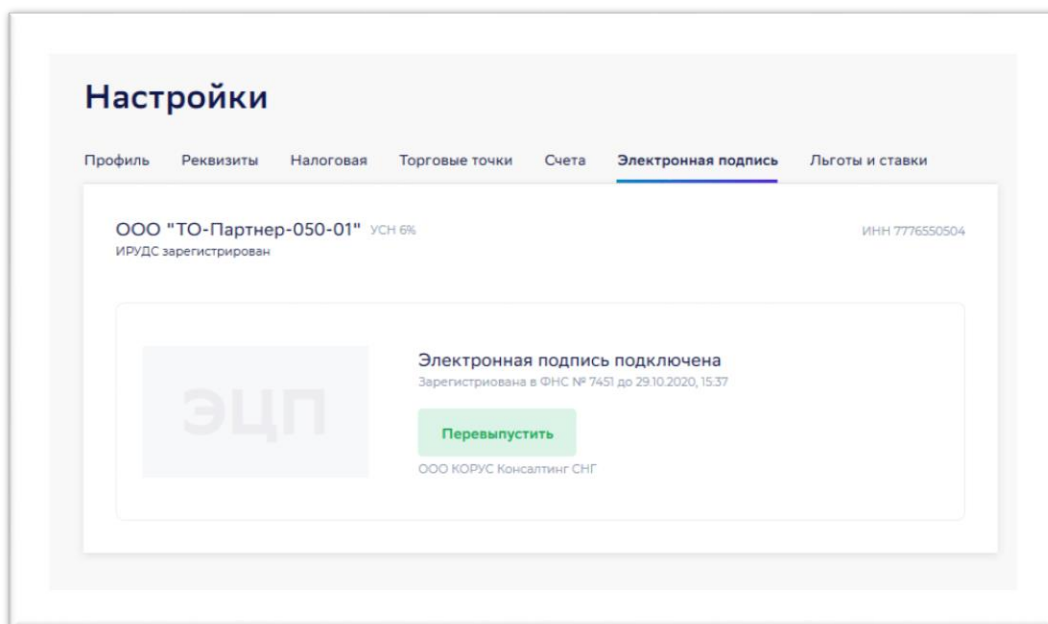 Настройки
Профиль Реквизиты Налоговая Торговые точки Счета Электронная подпись Льготы и ставки
ООО "ТО-Партнер-050-01" УСН 6% ИНН 7776550504
ИРУДС зарегистрирован
ЭЦП
Электронная подпись подключена
Зарегистриована в ФНС № 7451 до 29.10.2020, 15:37
Перевыпустить
ООО КОРУС Консалтинг СНГ